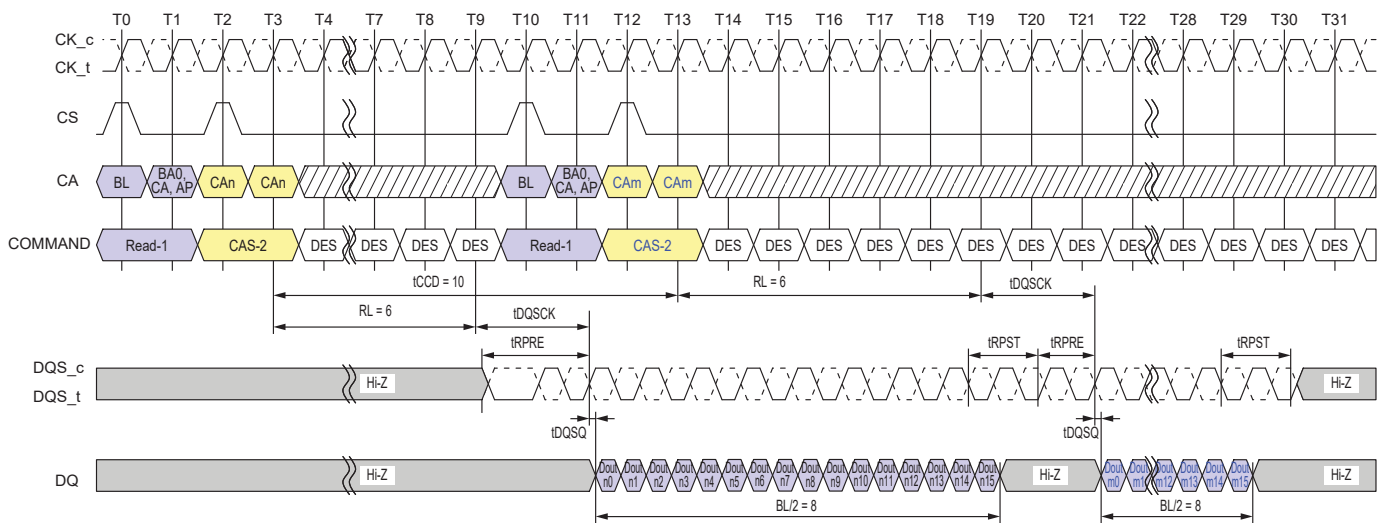 T0 T1 T2 T3 T4 T7 T8 T9 T10 T11 T12 T13 T14 T15 T16 T17 T18 T19 T20 T21 T22 T28 T29 T30 T31
CK_c
CK_t
CS
CA BL BA0, CA, AP CAn CAn BL BA0, CA, AP CAm CAm
COMMAND Read-1 CAS-2 DES DES DES DES Read-1 CAS-2 DES DES DES DES DES DES DES DES DES DES DES DES DES
tCCD = 10 RL = 6 tDQSCK
RL = 6 tDQSCK
tRPRE tRPST tRPRE tRPST
DQS_c
DQS_t
Hi-Z Hi-Z
tDQSQ tDQSQ
DQ Hi-Z Dout n0 Dout n1 Dout n2 Dout n3 Dout n4 Dout n5 Dout n6 Dout n7 Dout n8 Dout n9 Dout n10 Dout n11 Dout n12 Dout n13 Dout n14 Dout n15 Hi-Z Dout m0 Dout m1 Dout m12 Dout m13 Dout m14 Dout m15 Hi-Z
BL/2 = 8 BL/2 = 8